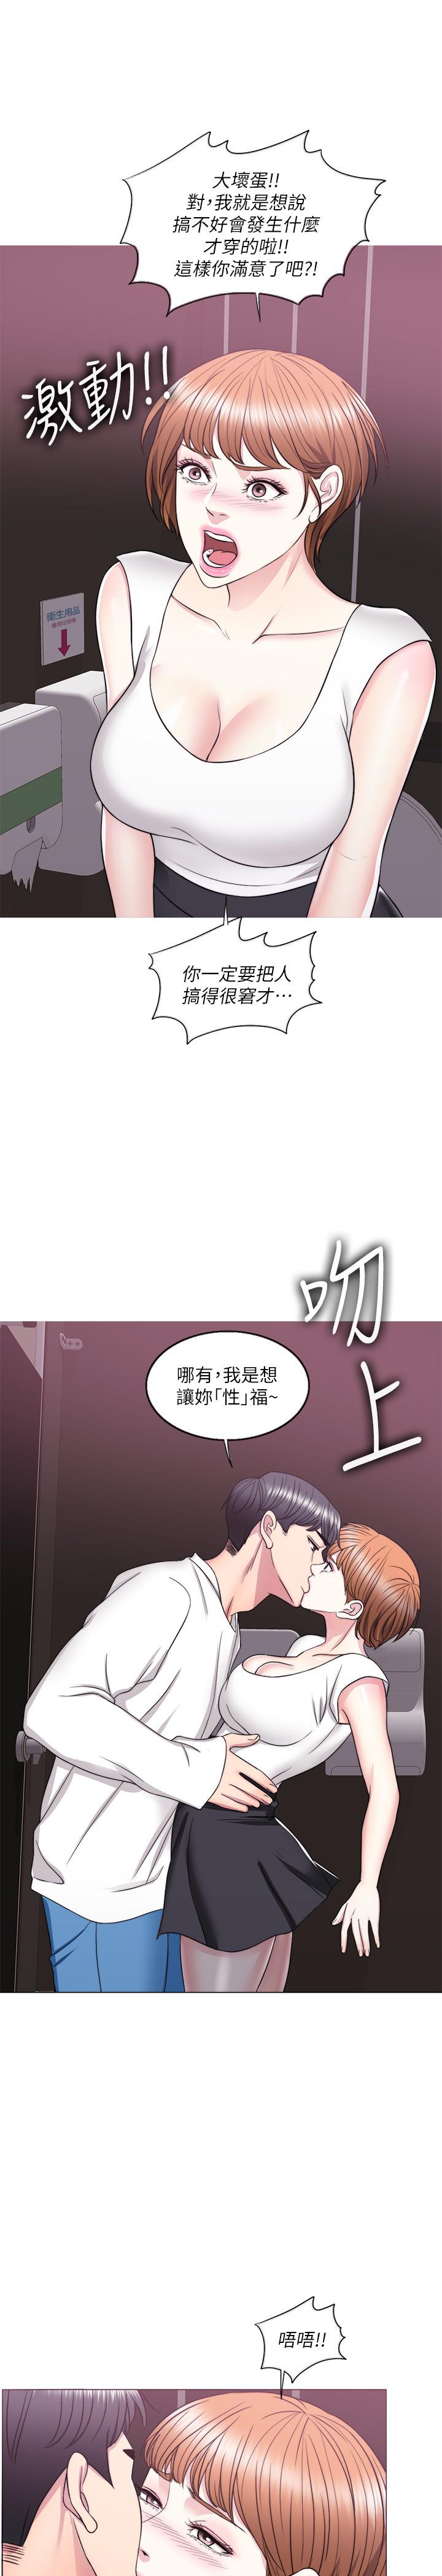 大壞蛋!!
對，我就是想說
搞不好會發生什麼
才穿的啦!!
這樣你滿意了吧?!
激動!!
衛生用品
你一定要把人
搞得很窘才…
吻上
哪有，我是想
讓妳「性」福~
唔唔!!